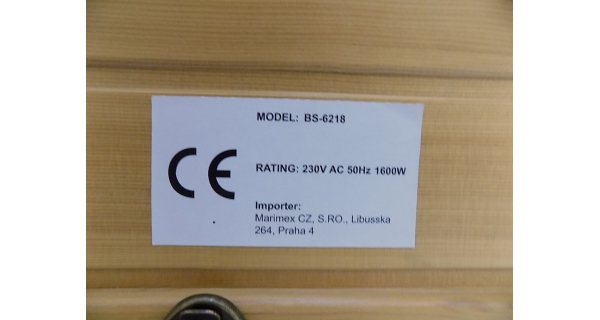 MODEL: BS-6218
CE
RATING: 230V AC 50Hz 1600W
Importer:
Marimex CZ, S.RO., Libusska
264, Praha 4